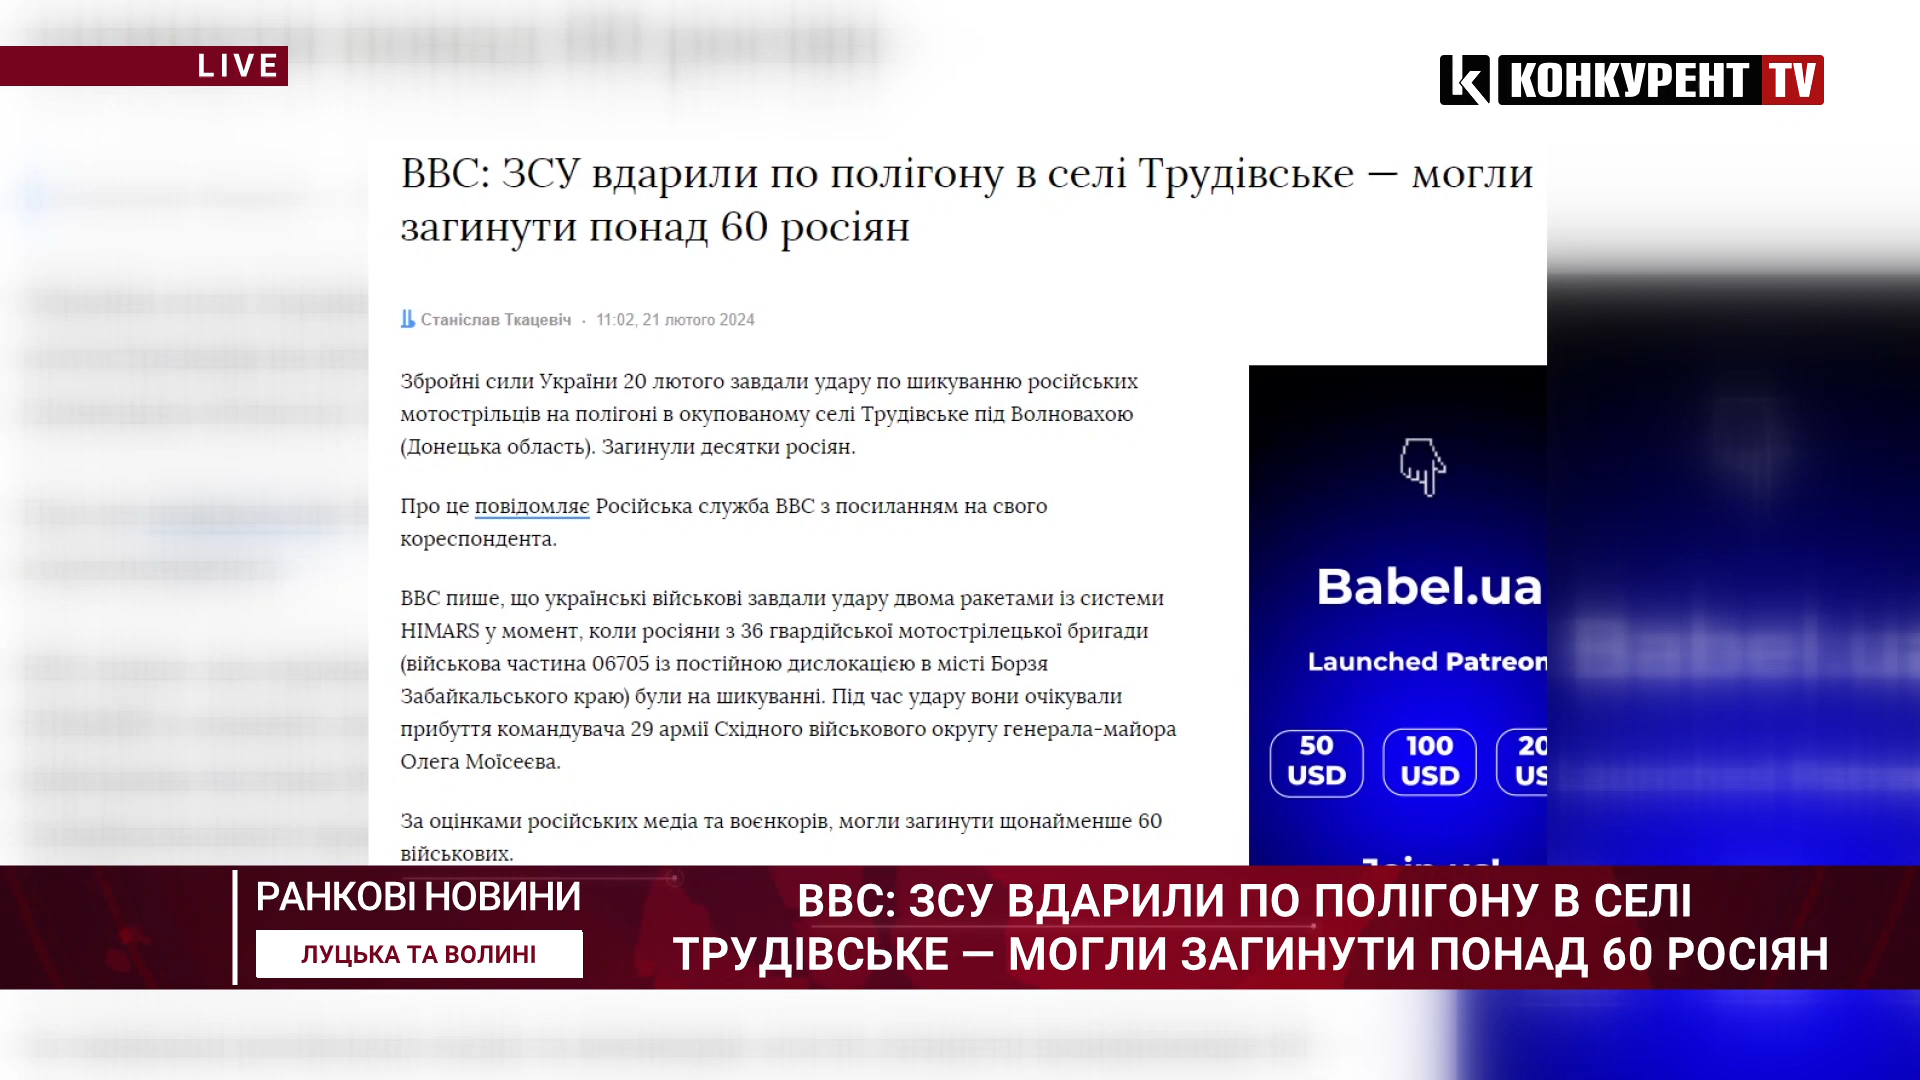 LIVE
k КОНКУРЕНТ TV
BBC: ЗСУ вдарили по полігону в селі Трудівське — могли
загинути понад 60 росіян
Станіслав Ткацевіч · 11:02, 21 лютого 2024
Збройні сили України 20 лютого завдали удару по шикуванню російських
мотострільців на полігоні в окупованому селі Трудівське під Волновахою
(Донецька область). Загинули десятки росіян.
Про це повідомляє Російська служба BBC з посиланням на свого
кореспондента.
BBC пише, що українські військові завдали удару двома ракетами із системи
HIMARS у момент, коли росіяни з 36 гвардійської мотострілецької бригади
(військова частина 06705 із постійною дислокацією в місті Борзя
Забайкальського краю) були на шикуванні. Під час удару вони очікували
прибуття командувача 29 армії Східного військового округу генерала-майора
Олега Моїсеєва.
За оцінками російських медіа та воєнкорів, могли загинути щонайменше 60
військових.
Babel.ua
Launched Patreon
50 USD
100 USD
Join us!
РАНКОВІ НОВИНИ
ЛУЦЬКА ТА ВОЛИНІ
BBC: ЗСУ ВДАРИЛИ ПО ПОЛІГОНУ В СЕЛІ
ТРУДІВСЬКЕ — МОГЛИ ЗАГИНУТИ ПОНАД 60 РОСІЯН